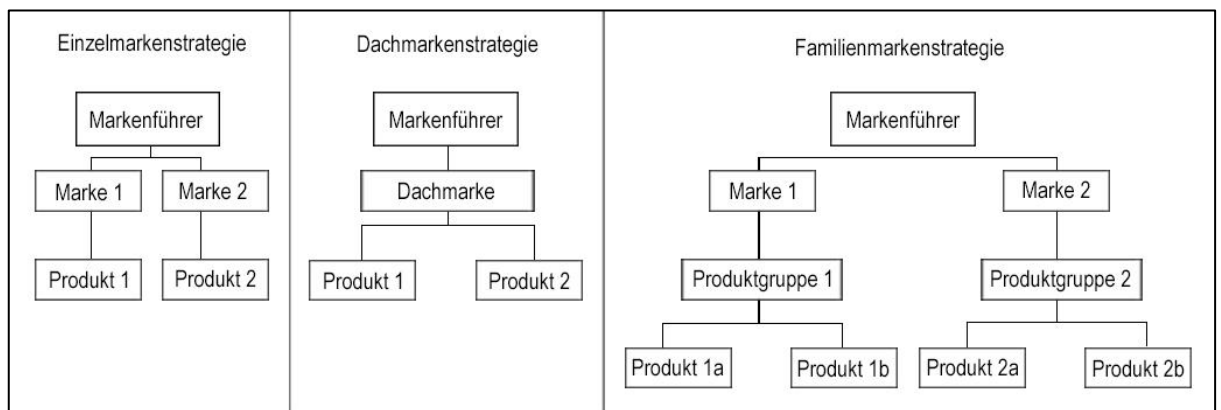 Einzelmarkenstrategie
Markenführer
Marke 1
Marke 2
Produkt 1
Produkt 2
Dachmarkenstrategie
Markenführer
Dachmarke
Produkt 1
Produkt 2
Familienmarkenstrategie
Markenführer
Marke 1
Marke 2
Produktgruppe 1
Produktgruppe 2
Produkt 1a
Produkt 1b
Produkt 2a
Produkt 2b